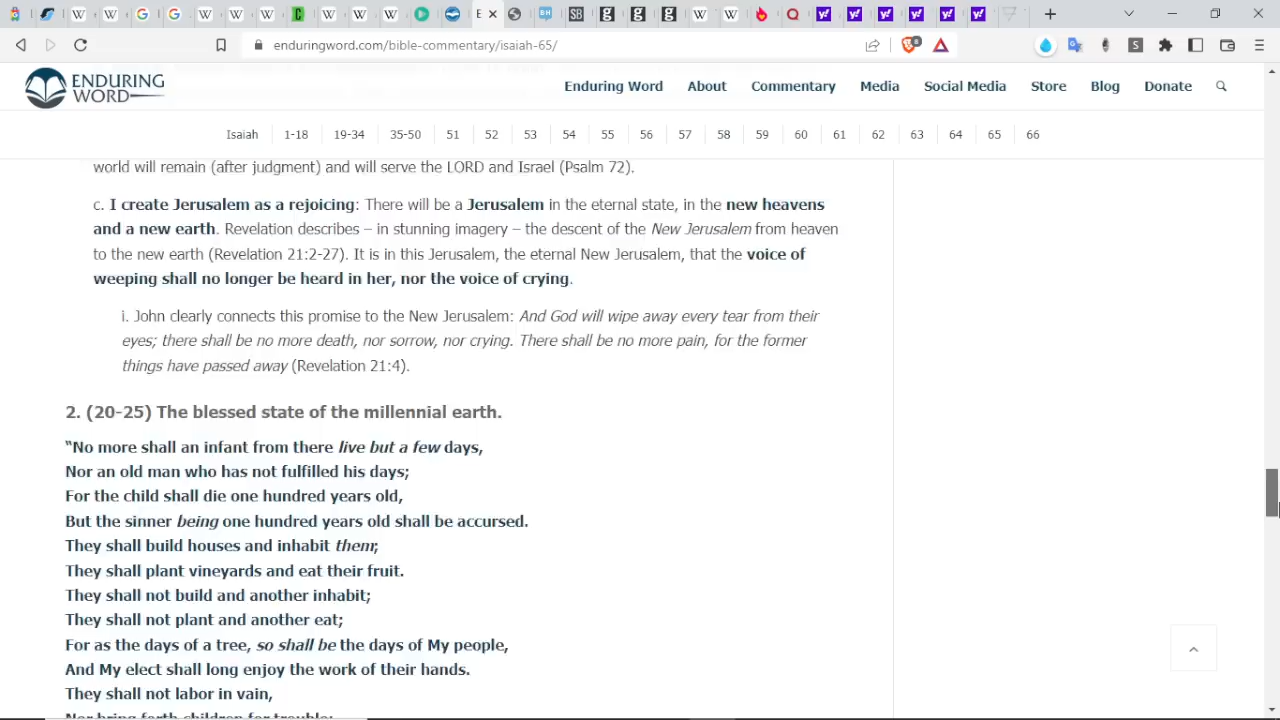 E
enduringword.com/bible-commentary/isaiah-65/
8
ENDURING
WORD
Enduring Word About Commentary Media Social Media Store Blog Donate
Isaiah 1-18 19-34 35-50 51 52 53 54 55 56 57 58 59 60 61 62 63 64 65 66
world will remain (after judgment) and will serve the LORD and Israel (Psalm 72).
c. I create Jerusalem as a rejoicing: There will be a Jerusalem in the eternal state, in the new heavens
and a new earth. Revelation describes – in stunning imagery – the descent of the New Jerusalem from heaven
to the new earth (Revelation 21:2-27). It is in this Jerusalem, the eternal New Jerusalem, that the voice of
weeping shall no longer be heard in her, nor the voice of crying.
i. John clearly connects this promise to the New Jerusalem: And God will wipe away every tear from their
eyes; there shall be no more death, nor sorrow, nor crying. There shall be no more pain, for the former
things have passed away (Revelation 21:4).
2. (20-25) The blessed state of the millennial earth.
“No more shall an infant from there live but a few days,
Nor an old man who has not fulfilled his days;
For the child shall die one hundred years old,
But the sinner being one hundred years old shall be accursed.
They shall build houses and inhabit them;
They shall plant vineyards and eat their fruit.
They shall not build and another inhabit;
They shall not plant and another eat;
For as the days of a tree, so shall be the days of My people,
And My elect shall long enjoy the work of their hands.
They shall not labor in vain,
Nor bring forth children for trouble;